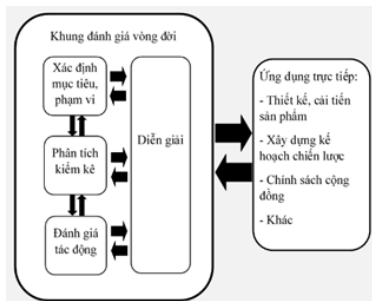 Khung đánh giá vòng đời
Xác định
mục tiêu,
phạm vi
Phân tích
kiểm kê
Đánh giá
tác động
Diễn giải
Ứng dụng trực tiếp:
- Thiết kế, cải tiến
sản phẩm
- Xây dựng kế
hoạch chiến lược
- Chính sách cộng
đồng
- Khác